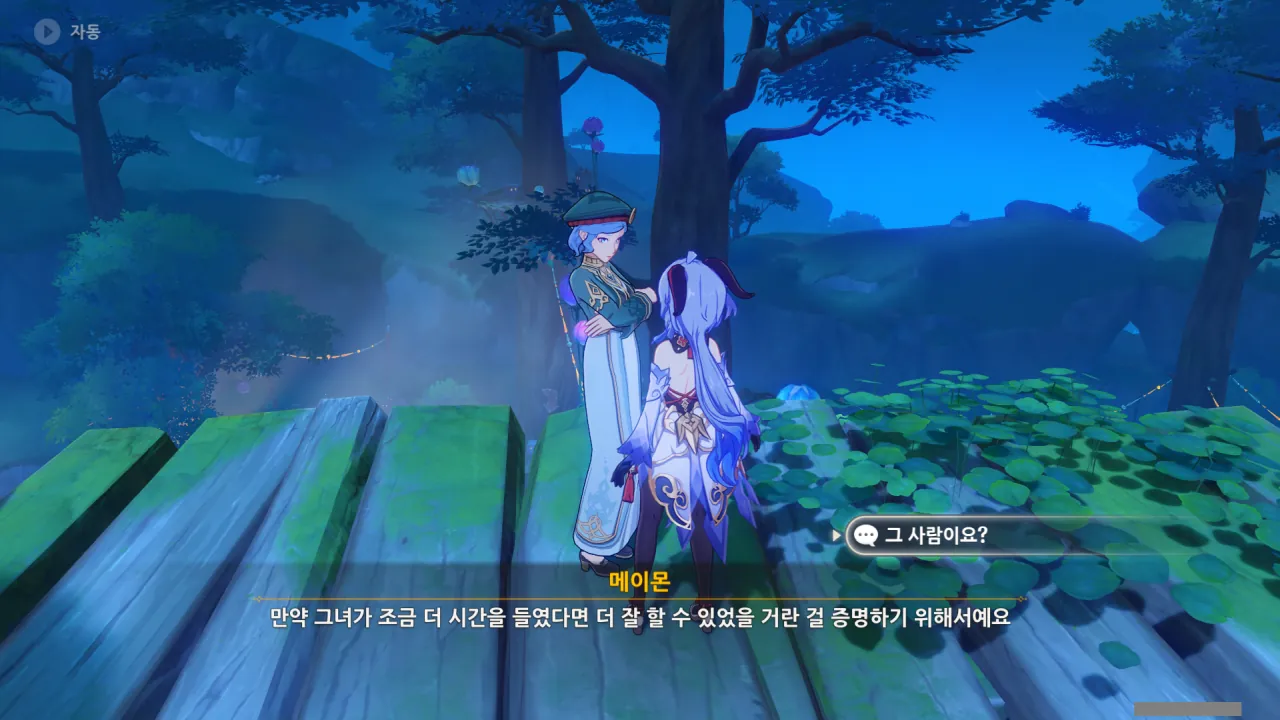 자동
그 사람이요?
메이몬
만약 그녀가 조금 더 시간을 들였다면 더 잘 할 수 있었을 거란 걸 증명하기 위해서예요